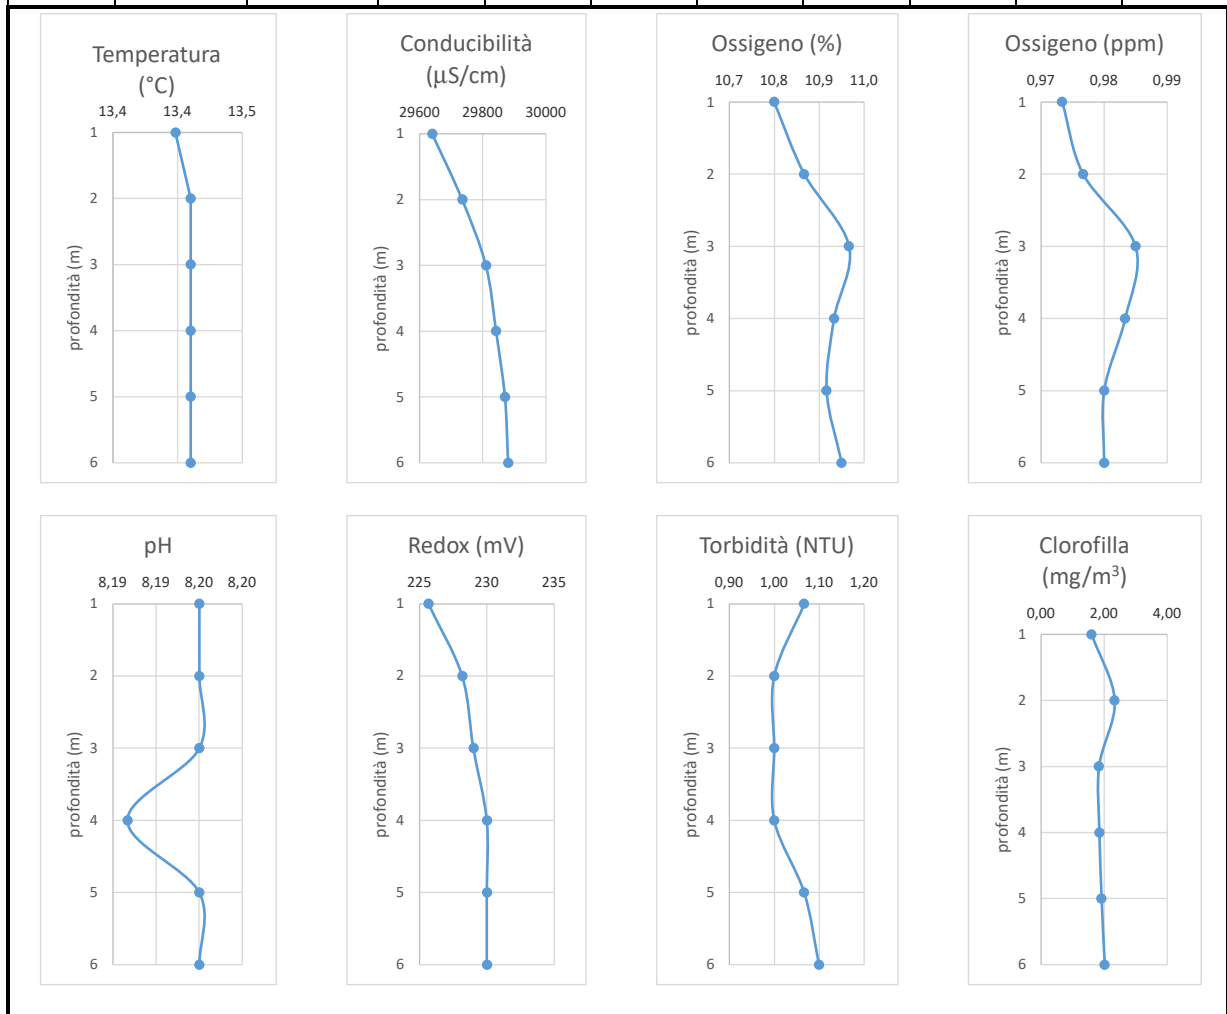 Temperatura
(°C)
13,4 13,4 13,5
1
2
3
4
5
6
profondità (m)
Conducibilità
(µS/cm)
29600 29800 30000
1
2
3
4
5
6
profondità (m)
Ossigeno (%)
10,7 10,8 10,9 11,0
1
2
3
4
5
6
profondità (m)
Ossigeno (ppm)
0,97 0,98 0,99
1
2
3
4
5
6
profondità (m)
pH
8,19 8,19 8,20 8,20
1
2
3
4
5
6
profondità (m)
Redox (mV)
225 230 235
1
2
3
4
5
6
profondità (m)
Torbidità (NTU)
0,90 1,00 1,10 1,20
1
2
3
4
5
6
profondità (m)
Clorofilla
(mg/m³)
0,00 2,00 4,00
1
2
3
4
5
6
profondità (m)